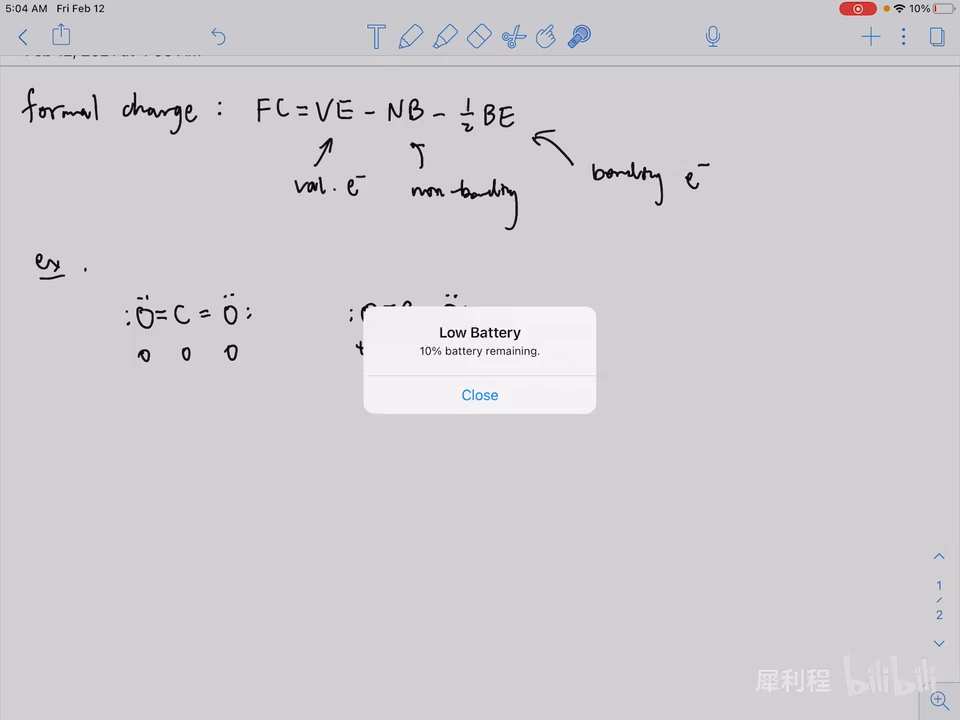 5:04 AM Fri Feb 12
10%
formal charge : FC = VE - NB - 1/2 BE
val. e⁻ non-bonding bonding e⁻
ex.
:Ö=C=Ö:
0 0 0
Low Battery
10% battery remaining.
Close
1
/
2
犀利程 bilibili